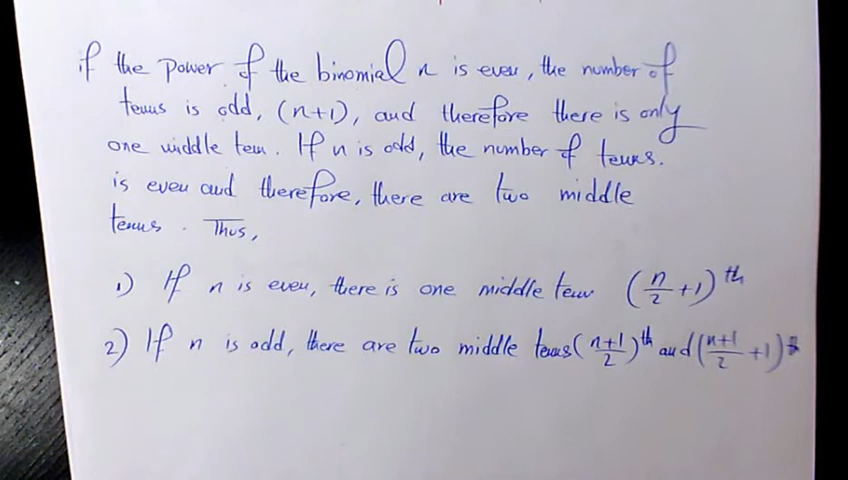 if the power of the binomial n is even, the number of
terms is odd, (n+1), and therefore there is only
one middle term. If n is odd, the number of terms.
is even and therefore, there are two middle
terms. Thus,
1) If n is even, there is one middle term (n/2 +1)th
2) If n is odd, there are two middle terms (n+1/2)th and (n+1/2 +1)th